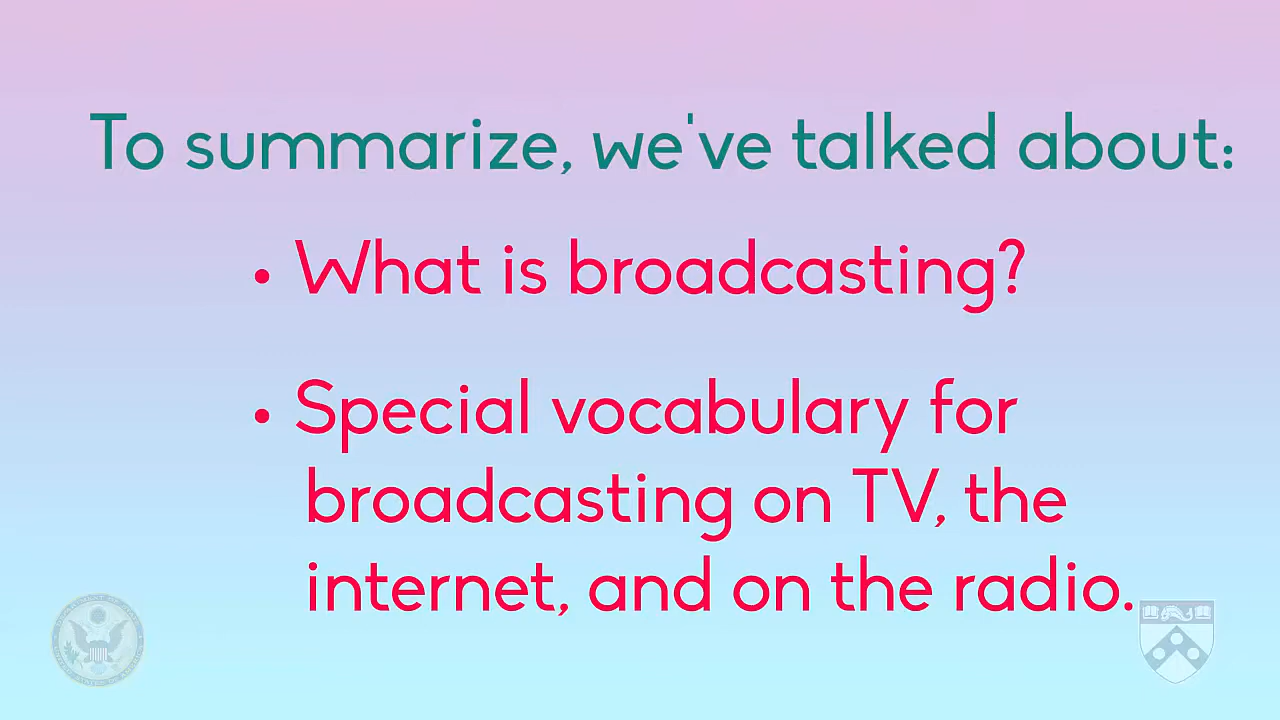 To summarize, we've talked about:
• What is broadcasting?
• Special vocabulary for
broadcasting on TV, the
internet, and on the radio.